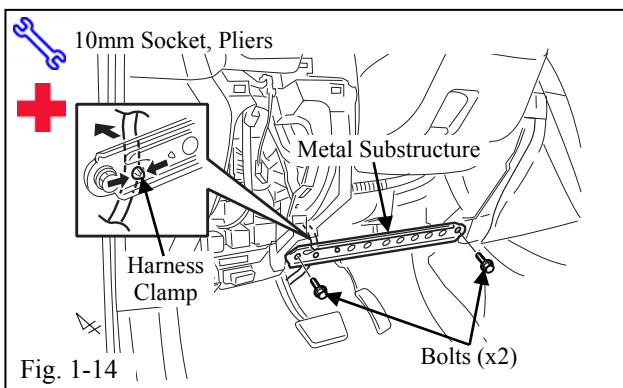 10mm Socket, Pliers
Metal Substructure
Harness
Clamp
Bolts (x2)
Fig. 1-14